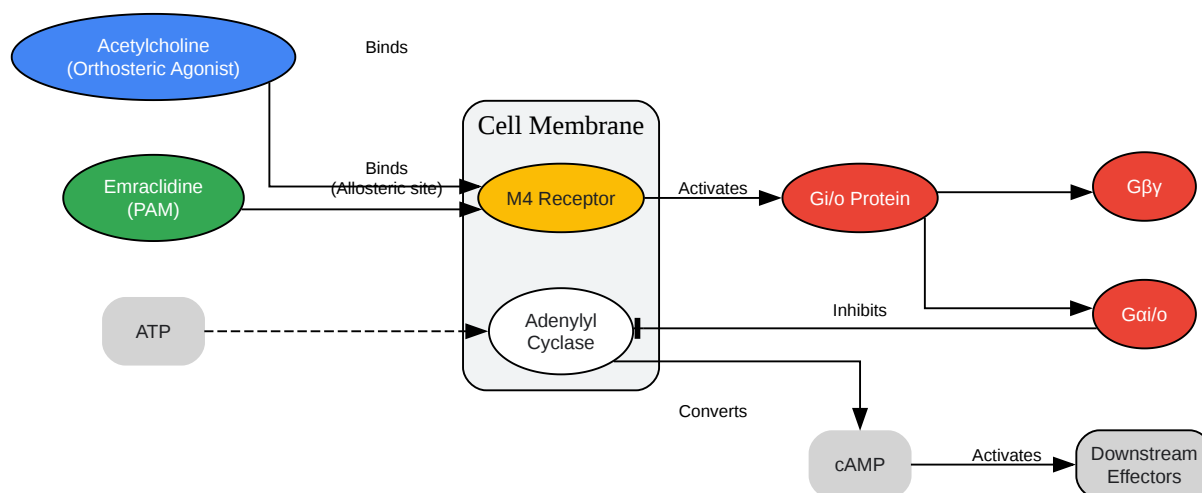 Acetylcholine
(Orthosteric Agonist)
Binds
Cell Membrane
Emraclidine
(PAM)
Binds
(Allosteric site)
M4 Receptor
Activates
Gi/o Protein
Gβγ
ATP
Adenylyl
Cyclase
Inhibits
Gαi/o
Converts
cAMP
Activates
Downstream
Effectors